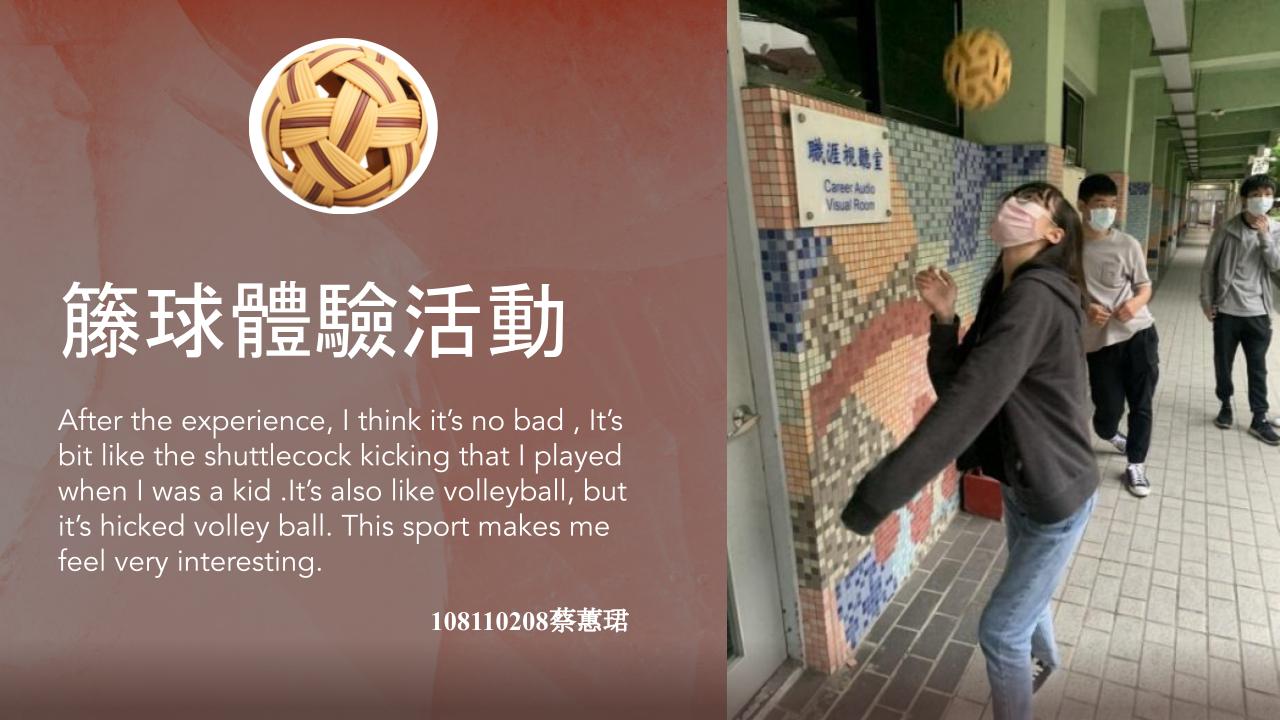 籐球體驗活動
After the experience, I think it’s no bad , It’s
bit like the shuttlecock kicking that I played
when I was a kid .It’s also like volleyball, but
it’s hicked volley ball. This sport makes me
feel very interesting.
108110208蔡蕙珺
職涯視聽室
Career Audio
Visual Room